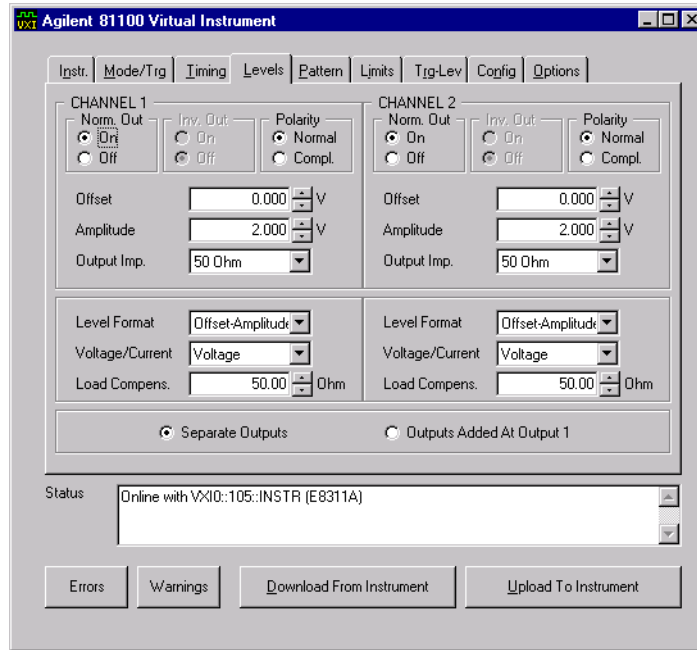 VXI Agilent 81100 Virtual Instrument
Instr. Mode/Trg Timing Levels Pattern Limits Trg-Lev Config Options
CHANNEL 1
Norm. Out Inv. Out Polarity
On On Normal
Off Off Compl.
Offset 0.000 V
Amplitude 2.000 V
Output Imp. 50 Ohm
CHANNEL 2
Norm. Out Inv. Out Polarity
On On Normal
Off Off Compl.
Offset 0.000 V
Amplitude 2.000 V
Output Imp. 50 Ohm
Level Format Offset-Amplitude
Voltage/Current Voltage
Load Compens. 50.00 Ohm
Level Format Offset-Amplitude
Voltage/Current Voltage
Load Compens. 50.00 Ohm
Separate Outputs Outputs Added At Output 1
Status Online with VXI0::105::INSTR (E8311A)
Errors Warnings Download From Instrument Upload To Instrument